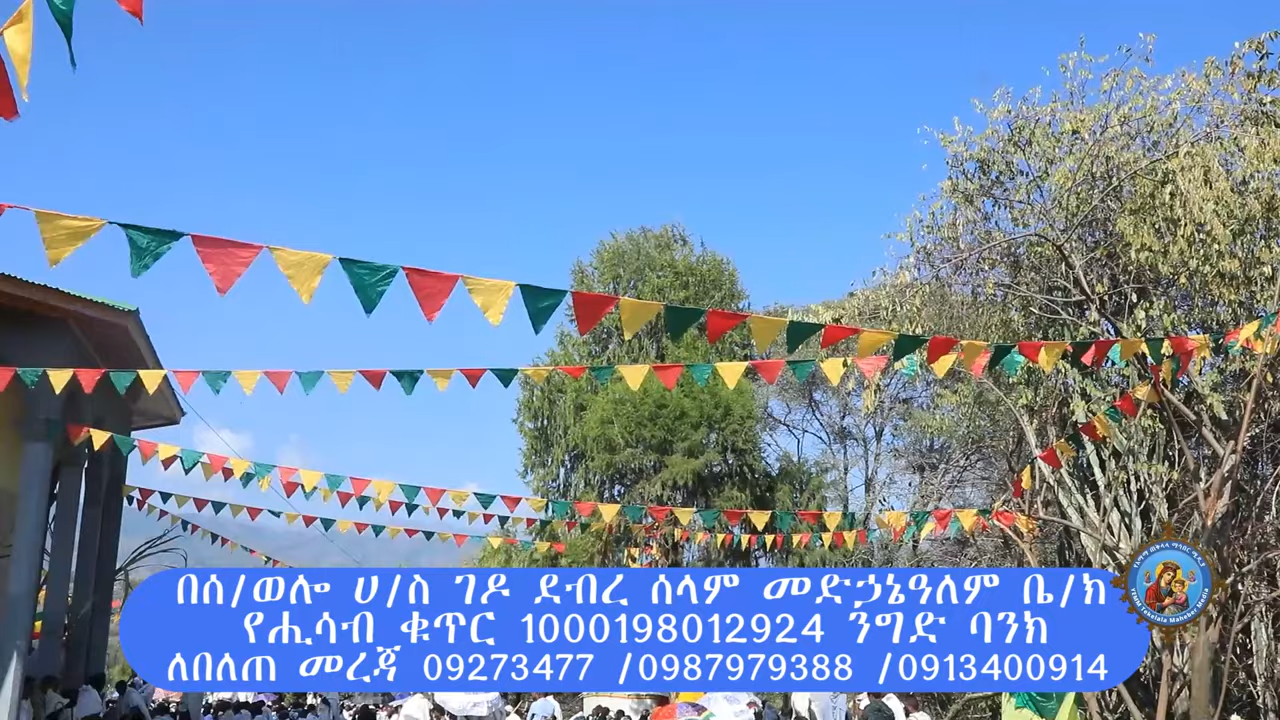 በሰ/ወሎ ሀ/ስ ገዶ ደብረ ሰላም መድኃኔዓለም ቤ/ክ
የሒሳብ ቁጥር 1000198012924 ንግድ ባንክ
ለበለጠ መረጃ 09273477 /0987979388 /0913400914